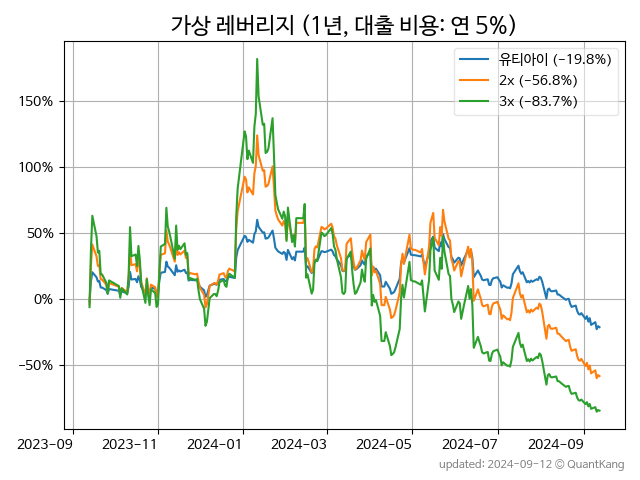 가상 레버리지 (1년, 대출 비용: 연 5%)
유티아이 (-19.8%)
2x (-56.8%)
3x (-83.7%)
150%
100%
50%
0%
-50%
2023-09 2023-11 2024-01 2024-03 2024-05 2024-07 2024-09
updated: 2024-09-12 © QuantKang